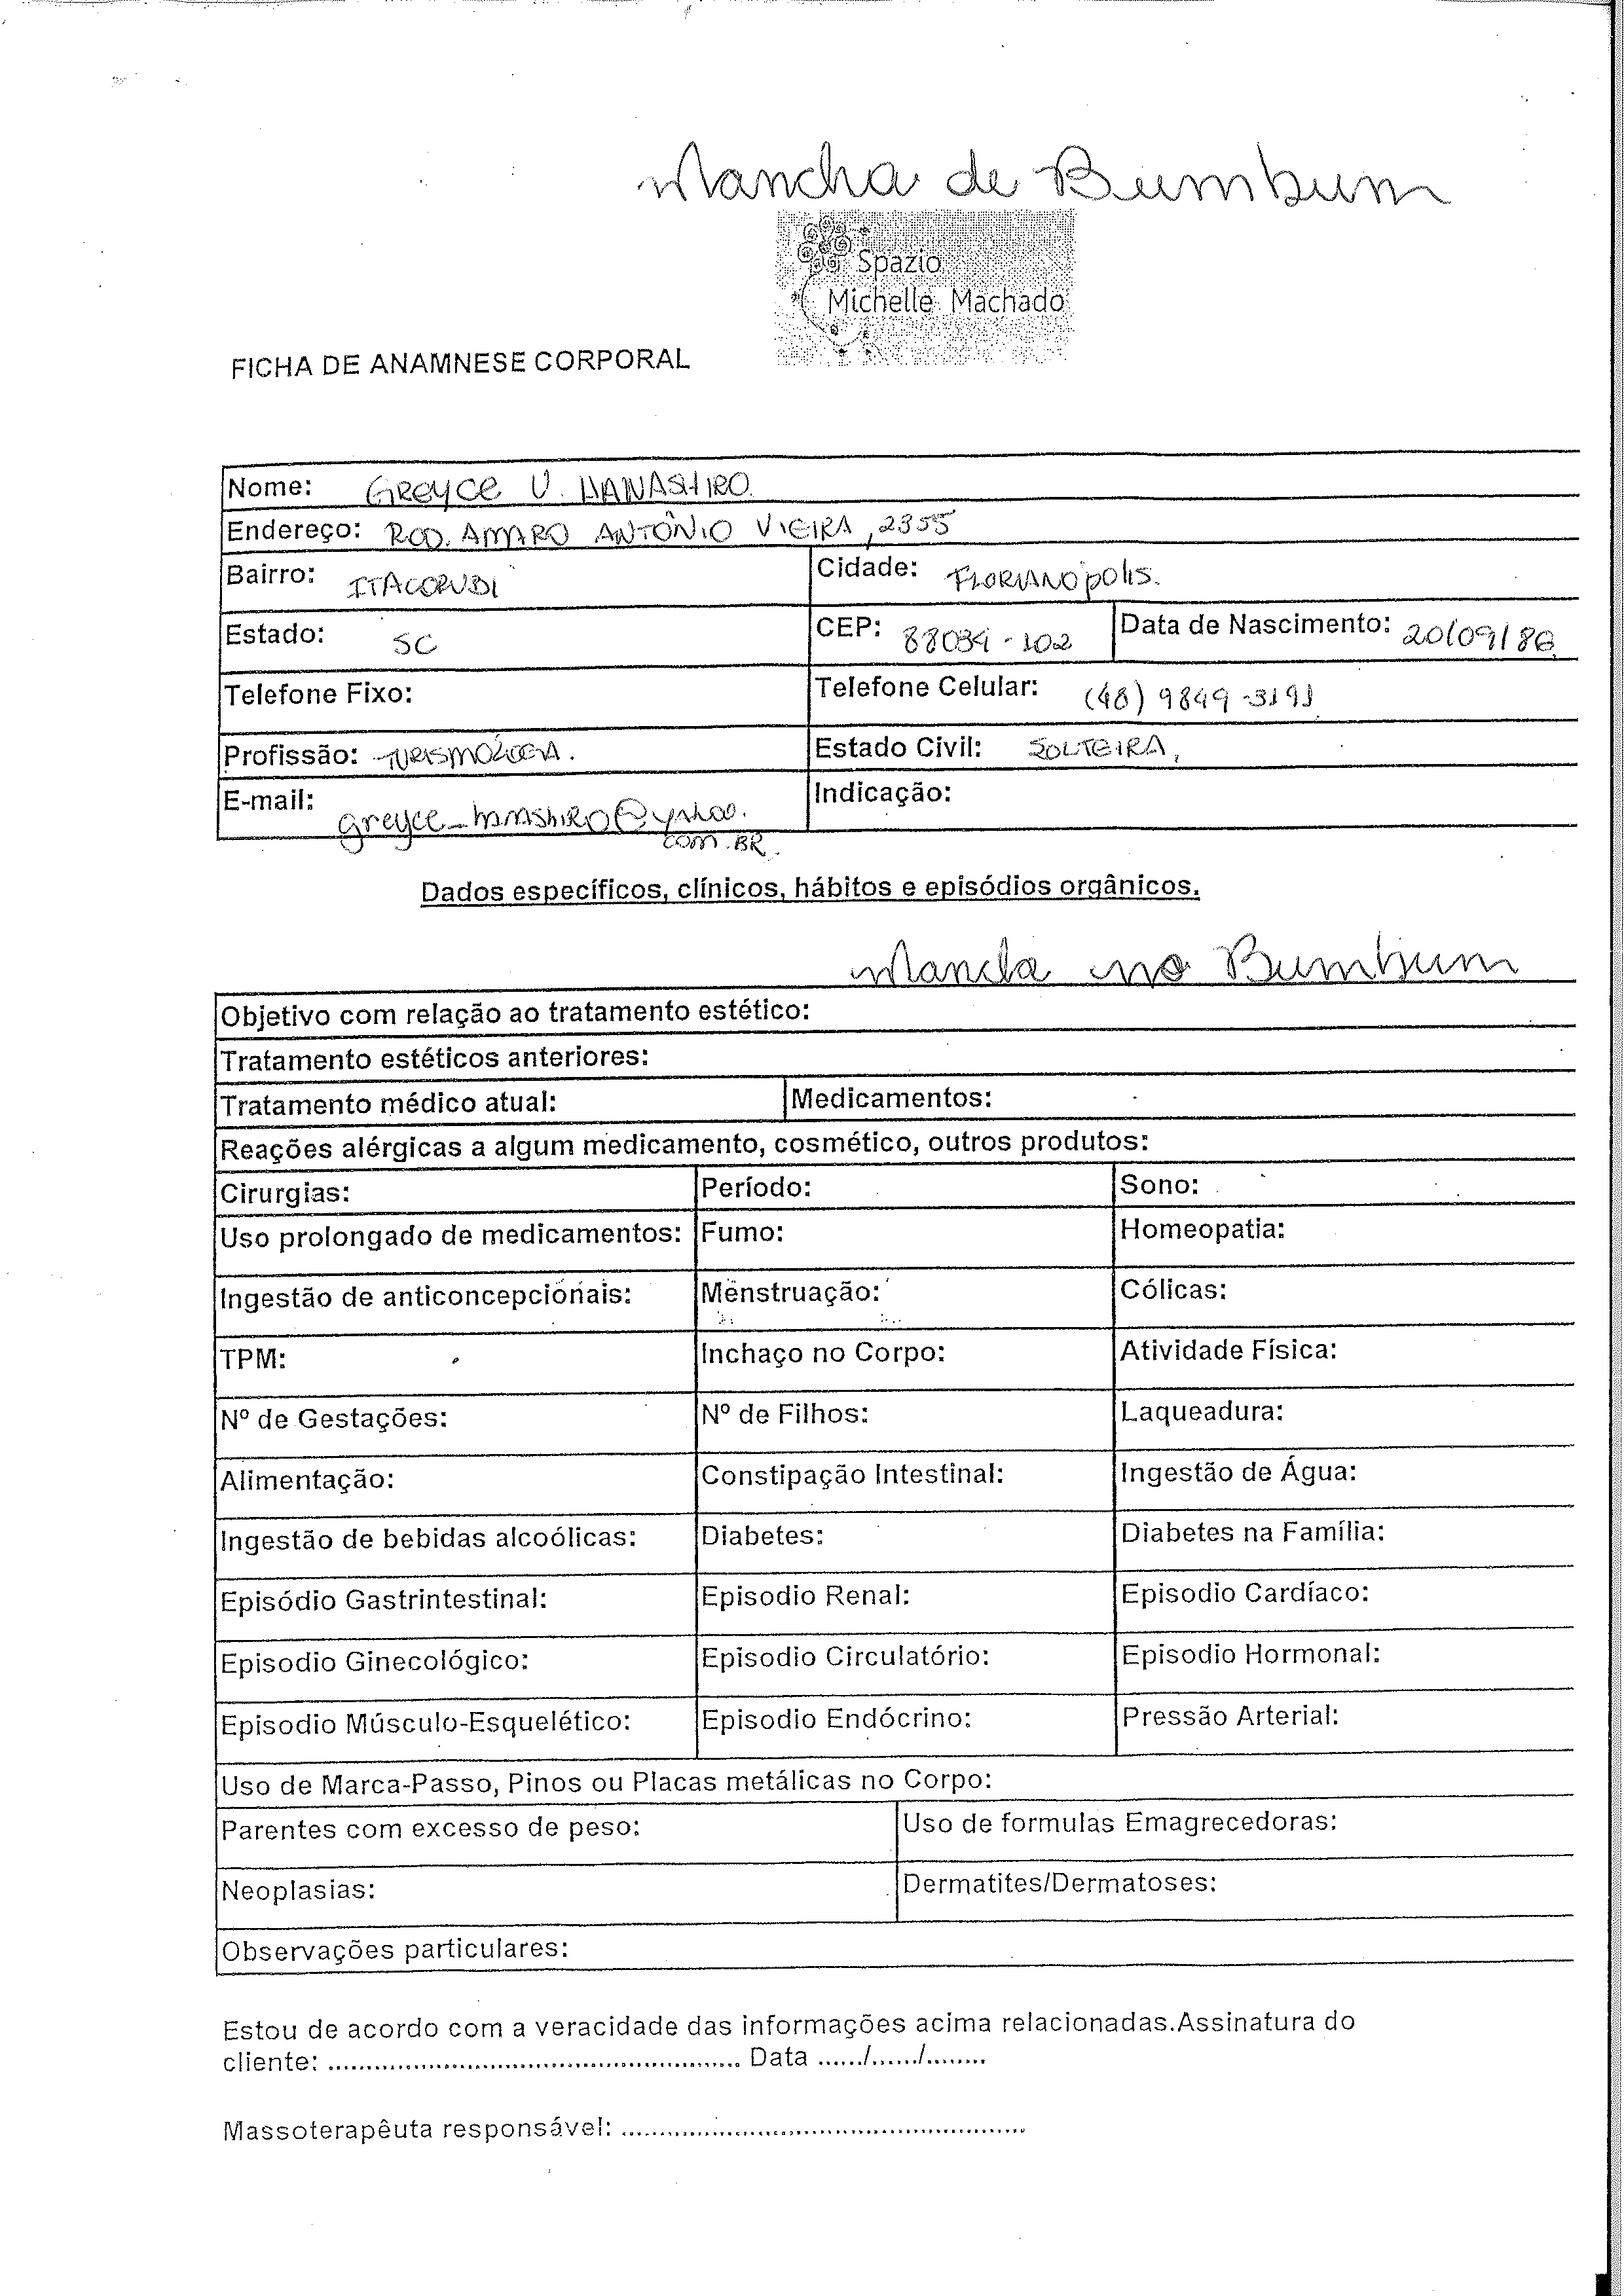 Mancha de Bumbum
Spazio
Michelle Machado
FICHA DE ANAMNESE CORPORAL
Nome: GREYCE U. HANASHIRO
Endereço: ROD. AMARO ANTÔNIO VIEIRA, 2355
Bairro: ITACORUBI Cidade: FLORIANÓPOLIS.
Estado: SC CEP: 88034-102 Data de Nascimento: 20/09/86
Telefone Fixo: Telefone Celular: (48) 9849-3191
Profissão: TURISMÓLOGA. Estado Civil: SOLTEIRA,
E-mail: greyce_hanashiro@yahoo. Indicação:
com.BR
Dados específicos, clínicos, hábitos e episódios orgânicos.
Mancha no Bumbum
Objetivo com relação ao tratamento estético:
Tratamento estéticos anteriores:
Tratamento médico atual: Medicamentos:
Reações alérgicas a algum medicamento, cosmético, outros produtos:
Cirurgias: Período: Sono:
Uso prolongado de medicamentos: Fumo: Homeopatia:
Ingestão de anticoncepcionais: Menstruação: Cólicas:
TPM: Inchaço no Corpo: Atividade Física:
Nº de Gestações: Nº de Filhos: Laqueadura:
Alimentação: Constipação Intestinal: Ingestão de Água:
Ingestão de bebidas alcoólicas: Diabetes: Diabetes na Família:
Episódio Gastrintestinal: Episodio Renal: Episodio Cardíaco:
Episodio Ginecológico: Episodio Circulatório: Episodio Hormonal:
Episodio Músculo-Esquelético: Episodio Endócrino: Pressão Arterial:
Uso de Marca-Passo, Pinos ou Placas metálicas no Corpo:
Parentes com excesso de peso: Uso de formulas Emagrecedoras:
Neoplasias: Dermatites/Dermatoses:
Observações particulares:
Estou de acordo com a veracidade das informações acima relacionadas.Assinatura do
cliente: ........................................................ Data ....../....../........
Massoterapêuta responsável: ......................................................